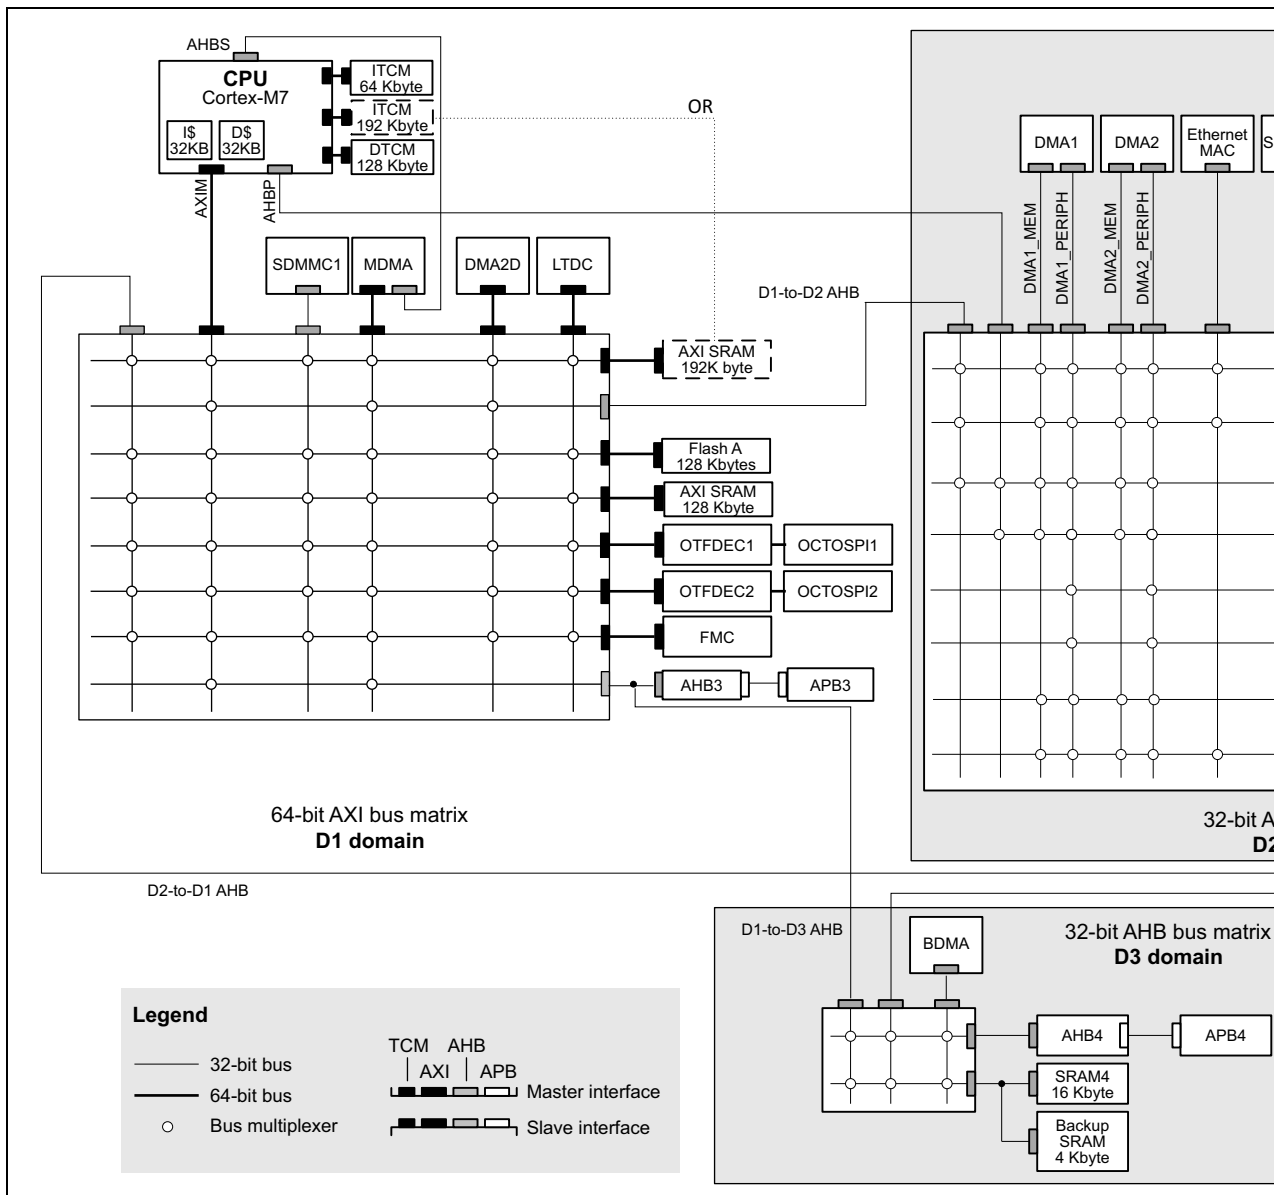 AHBS
CPU
Cortex-M7
I$
32KB
D$
32KB
ITCM
64 Kbyte
ITCM
192 Kbyte
DTCM
128 Kbyte
OR
AXIM
AHBP
SDMMC1
MDMA
DMA2D
LTDC
DMA1
DMA2
Ethernet
MAC
S
DMA1_MEM
DMA1_PERIPH
DMA2_MEM
DMA2_PERIPH
D1-to-D2 AHB
AXI SRAM
192K byte
Flash A
128 Kbytes
AXI SRAM
128 Kbyte
OTFDEC1
OCTOSPI1
OTFDEC2
OCTOSPI2
FMC
AHB3
APB3
64-bit AXI bus matrix
D1 domain
32-bit A
D2
D2-to-D1 AHB
D1-to-D3 AHB
BDMA
32-bit AHB bus matrix
D3 domain
AHB4
APB4
SRAM4
16 Kbyte
Backup
SRAM
4 Kbyte
Legend
32-bit bus
64-bit bus
Bus multiplexer
TCM
AHB
AXI
APB
Master interface
Slave interface